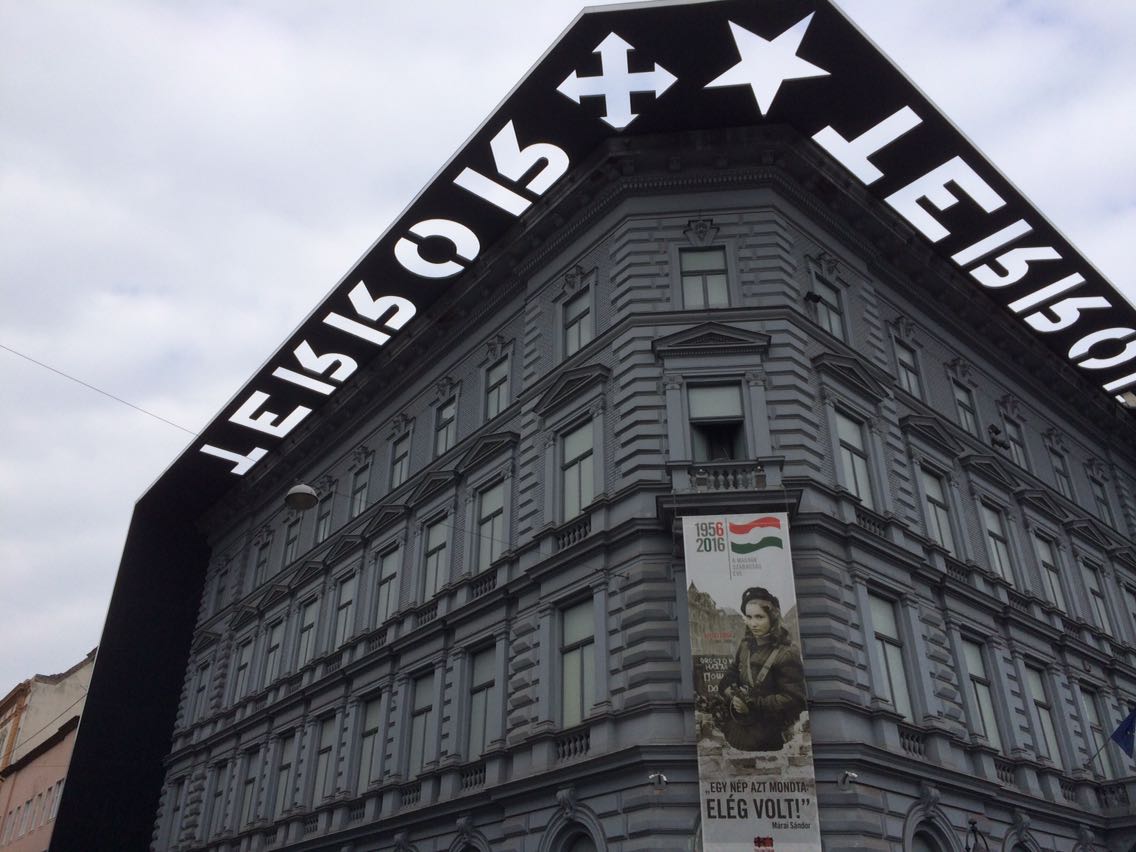 TERROR
TERROR
1956
2016
A MAGYAR
SZABADSÁG
ÉVE
„EGY NÉP AZT MONDTA:
ELÉG VOLT!”
Márai Sándor